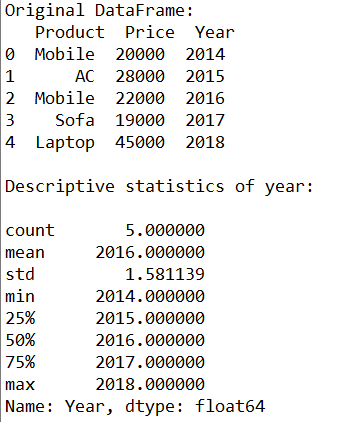 Original DataFrame:
   Product  Price  Year
0  Mobile  20000  2014
1      AC  28000  2015
2  Mobile  22000  2016
3    Sofa  19000  2017
4  Laptop  45000  2018

Descriptive statistics of year:

count       5.000000
mean     2016.000000
std         1.581139
min      2014.000000
25%      2015.000000
50%      2016.000000
75%      2017.000000
max      2018.000000
Name: Year, dtype: float64